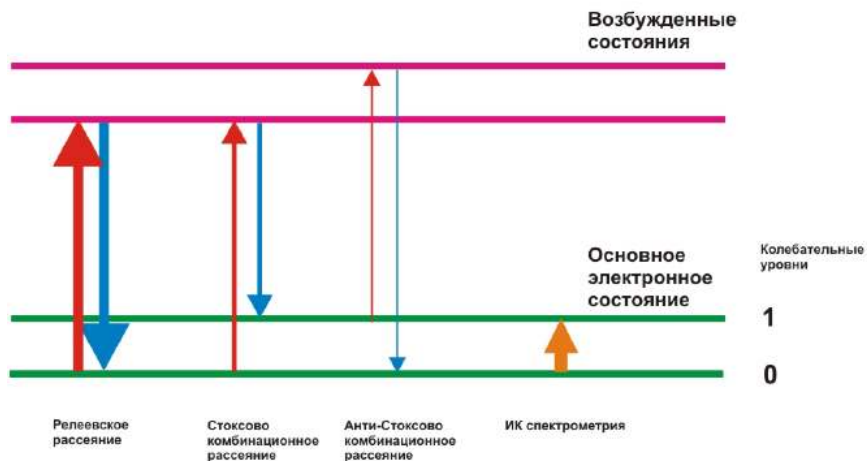 Возбужденные
состояния
Основное
электронное
состояние
Колебательные
уровни
1
0
Релеевское
рассеяние
Стоксово
комбинационное
рассеяние
Анти-Стоксово
комбинационное
рассеяние
ИК спектрометрия